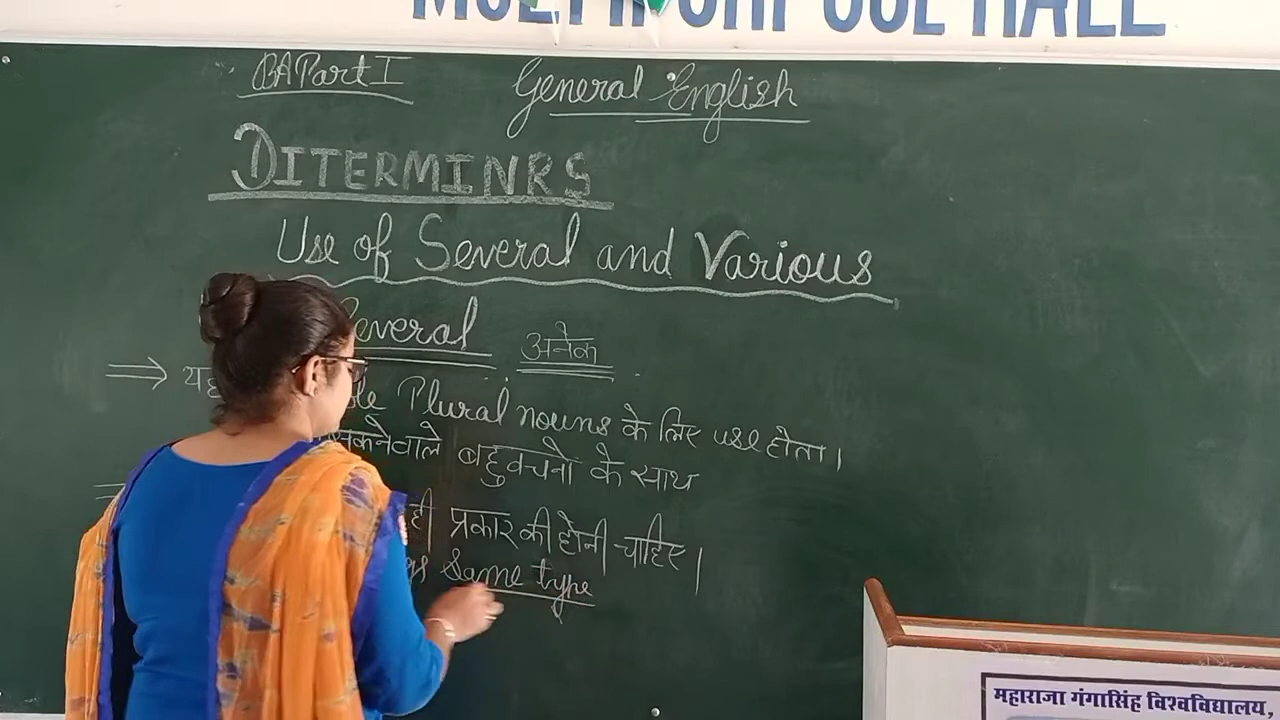 MULTIPURPOSE HALL
BA Part I
General English
DITERMINRS
Use of Several and Various
Several अनेक
⇒ यह Plural nouns के लिए use होता।
बहुवचनों के साथ
ही प्रकार की होनी चाहिए।
same type
महाराजा गंगासिंह विश्वविद्यालय,